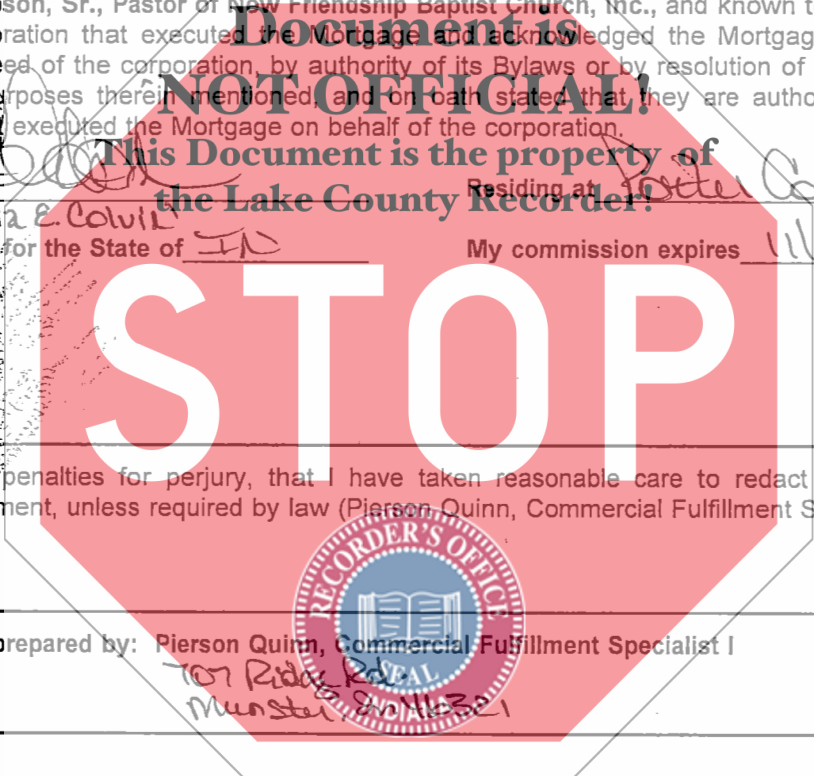 son, Sr., Pastor of New Friendship Baptist Church, Inc., and known t
Document is
ration that executed the Mortgage and acknowledged the Mortgag
ed of the corporation, by authority of its Bylaws or by resolution of
NOT OFFICIAL!
rposes therein mentioned, and on oath stated that they are autho
executed the Mortgage on behalf of the corporation.
This Document is the property of
the Lake County Recorder!
Residing at Porter Co
a E. Colvin
for the State of IN My commission expires
STOP
penalties for perjury, that I have taken reasonable care to redact
ment, unless required by law (Pierson Quinn, Commercial Fulfillment S
RECORDER'S OFFICE
SEAL
INDIANA
prepared by: Pierson Quinn, Commercial Fulfillment Specialist I
707 Ridge Rd.
Munster, In 46321